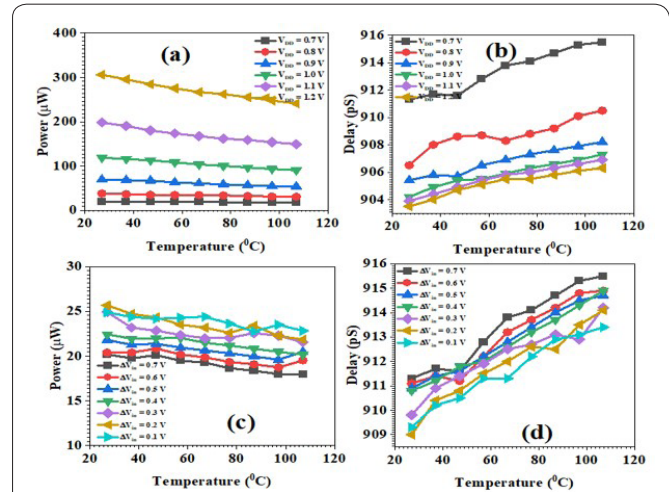 (a)
V_DD = 0.7 V
V_DD = 0.8 V
V_DD = 0.9 V
V_DD = 1.0 V
V_DD = 1.1 V
V_DD = 1.2 V
400
300
200
100
0
Power (μW)
20 40 60 80 100 120
Temperature (⁰C)
(b)
V_DD = 0.7 V
V_DD = 0.8 V
V_DD = 0.9 V
V_DD = 1.0 V
V_DD = 1.1 V
V_DD
916
914
912
910
908
906
904
Delay (pS)
20 40 60 80 100 120
Temperature (⁰C)
(c)
ΔV_in = 0.7 V
ΔV_in = 0.6 V
ΔV_in = 0.5 V
ΔV_in = 0.4 V
ΔV_in = 0.3 V
ΔV_in = 0.2 V
ΔV_in = 0.1 V
30
25
20
15
10
Power (μW)
20 40 60 80 100 120
Temperature (⁰C)
(d)
ΔV_in = 0.7 V
ΔV_in = 0.6 V
ΔV_in = 0.5 V
ΔV_in = 0.4 V
ΔV_in = 0.3 V
ΔV_in = 0.2 V
ΔV_in = 0.1 V
916
915
914
913
912
911
910
909
Delay (pS)
20 40 60 80 100 120
Temperature (⁰C)